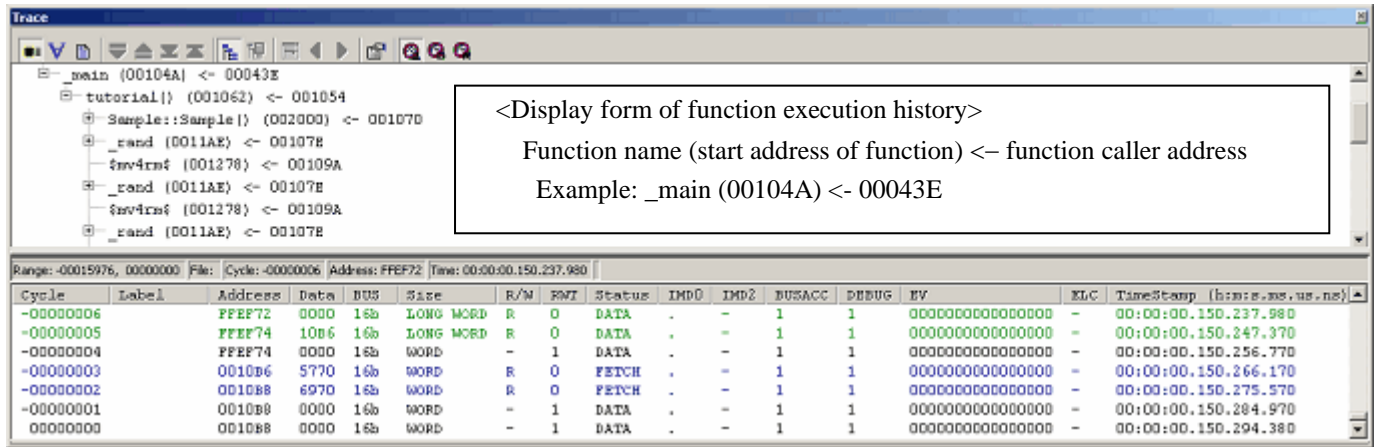 Trace
_main (00104A) <- 00043E
tutorial() (001062) <- 001054
Sample::Sample() (002000) <- 001070
_rand (0011AE) <- 00107E
$mv4rm$ (001278) <- 00109A
_rand (0011AE) <- 00107E
$mv4rm$ (001278) <- 00109A
_rand (0011AE) <- 00107E
<Display form of function execution history>
Function name (start address of function) <– function caller address
Example: _main (00104A) <- 00043E
Range: -00015976, 00000000 File: Cycle: -00000006 Address: FFEF72 Time: 00:00:00.150.237.980
Cycle Label Address Data BUS Size R/W RWT Status IMD0 IMD2 BUSACC DEBUG EV ELC TimeStamp (h:m:s.ms.us.ns)
-00000006 FFEF72 0000 16b LONG WORD R 0 DATA . - 1 1 0000000000000000 - 00:00:00.150.237.980
-00000005 FFEF74 10B6 16b LONG WORD R 0 DATA . - 1 1 0000000000000000 - 00:00:00.150.247.370
-00000004 FFEF74 0000 16b WORD - 1 DATA . - 1 1 0000000000000000 - 00:00:00.150.256.770
-00000003 0010B6 5770 16b WORD R 0 FETCH . - 1 1 0000000000000000 - 00:00:00.150.266.170
-00000002 0010B8 6970 16b WORD R 0 FETCH . - 1 1 0000000000000000 - 00:00:00.150.275.570
-00000001 0010B8 0000 16b WORD - 1 DATA . - 1 1 0000000000000000 - 00:00:00.150.284.970
00000000 0010B8 0000 16b WORD - 1 DATA . - 1 1 0000000000000000 - 00:00:00.150.294.380